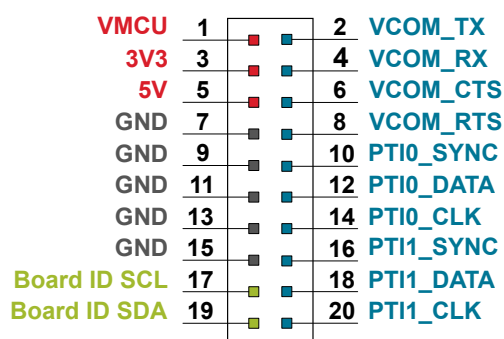 VMCU 1 2 VCOM_TX
3V3 3 4 VCOM_RX
5V 5 6 VCOM_CTS
GND 7 8 VCOM_RTS
GND 9 10 PTI0_SYNC
GND 11 12 PTI0_DATA
GND 13 14 PTI0_CLK
GND 15 16 PTI1_SYNC
Board ID SCL 17 18 PTI1_DATA
Board ID SDA 19 20 PTI1_CLK